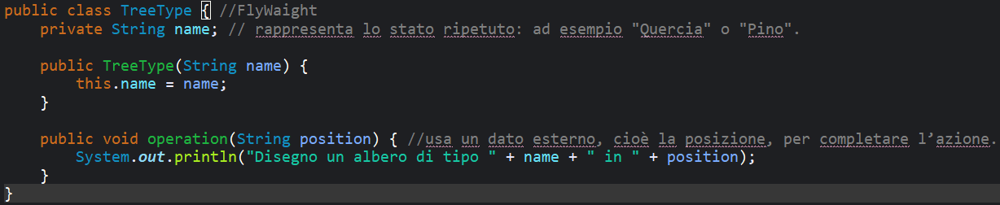 public class TreeType { //FlyWaight
private String name; // rappresenta lo stato ripetuto: ad esempio "Quercia" o "Pino".
public TreeType(String name) {
this.name = name;
}
public void operation(String position) { //usa un dato esterno, cioè la posizione, per completare l’azione.
System.out.println("Disegno un albero di tipo " + name + " in " + position);
}
}